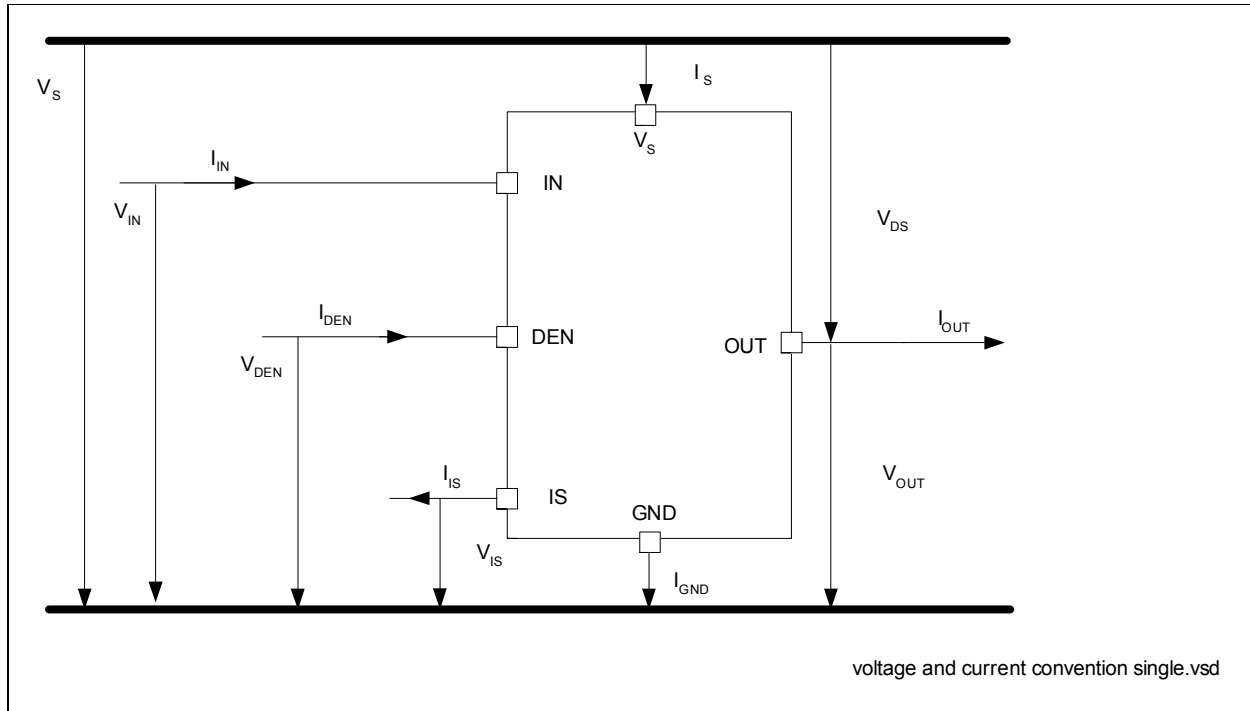 V_S
I_S
V_S
I_IN
IN
V_IN
V_DS
I_DEN
DEN
I_OUT
OUT
V_DEN
I_IS
IS
V_OUT
GND
V_IS
I_GND
voltage and current convention single.vsd